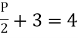 p/2 + 3 = 4